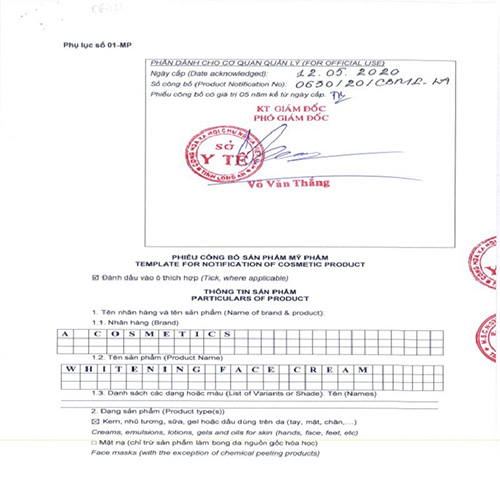 Phụ lục số 01-MP
PHẦN DÀNH CHO CƠ QUAN QUẢN LÝ (FOR OFFICIAL USE)
Ngày cấp (Date acknowledged): 12.05.2020
Số công bố (Product Notification No): 0630/20/CBMP-LA
Phiếu công bố có giá trị 05 năm kể từ ngày cấp.
KT GIÁM ĐỐC
PHÓ GIÁM ĐỐC
SỞ
Y TẾ
TỈNH LONG AN
Võ Văn Thắng
PHIẾU CÔNG BỐ SẢN PHẨM MỸ PHẨM
TEMPLATE FOR NOTIFICATION OF COSMETIC PRODUCT
☒ Đánh dấu vào ô thích hợp (Tick, where applicable)
THÔNG TIN SẢN PHẨM
PARTICULARS OF PRODUCT
1. Tên nhãn hàng và tên sản phẩm (Name of brand & product):
1.1. Nhãn hàng (Brand)
A COSMETICS
1.2. Tên sản phẩm (Product Name)
WHITENING FACE CREAM
1.3. Danh sách các dạng hoặc màu (List of Variants or Shade). Tên (Names)
2. Dạng sản phẩm (Product type(s))
☒ Kem, nhũ tương, sữa, gel hoặc dầu dùng trên da (tay, mặt, chân,....)
Creams, emulsions, lotions, gels and oils for skin (hands, face, feet, etc)
□ Mặt nạ (chỉ trừ sản phẩm làm bong da nguồn gốc hóa học)
Face masks (with the exception of chemical peeling products)